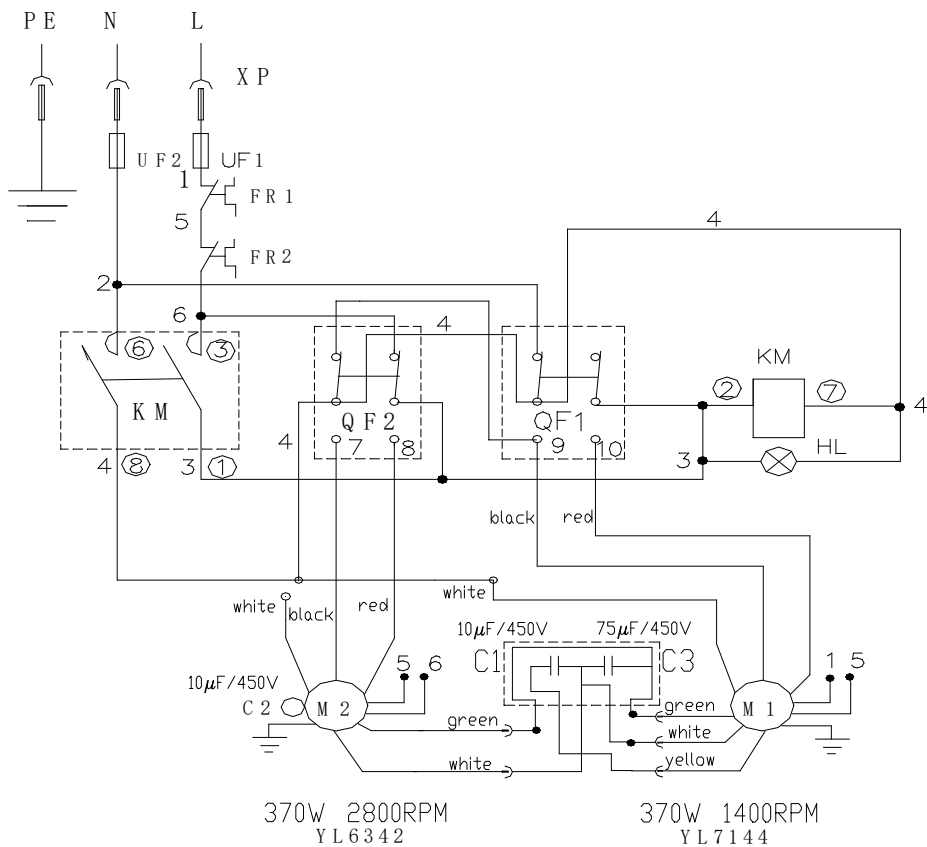 PE N L
XP
UF2 UF1
1
FR1
5
FR2
4
2
6
4
6 3
KM
2 7
KM
QF2 QF1
4
4
7 8 9 10
HL
4 8 3 1
3
black red
white black red white
10μF/450V 75μF/450V
C1 C3
5 6
1 5
10μF/450V
C2
M2 M1
green green
white
white yellow
370W 2800RPM 370W 1400RPM
YL6342 YL7144